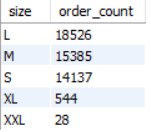 size order_count
L 18526
M 15385
S 14137
XL 544
XXL 28